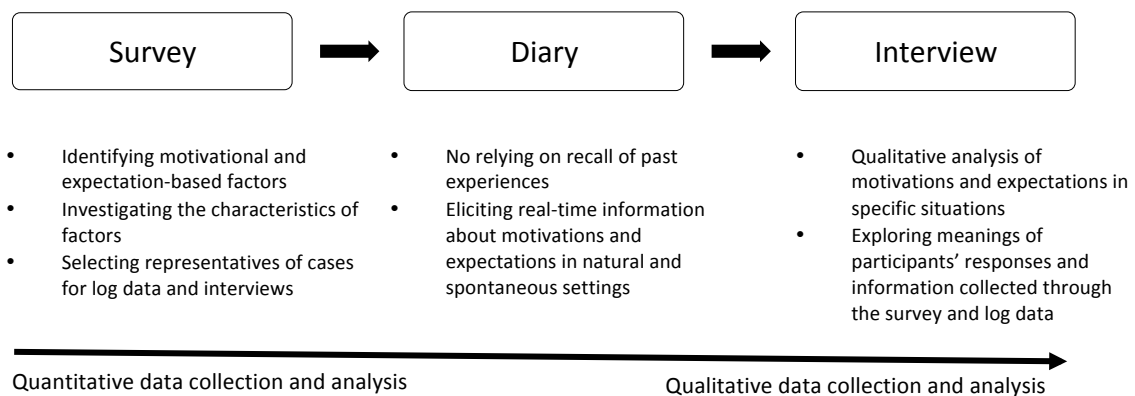 Survey
Diary
Interview
• Identifying motivational and
expectation-based factors
• Investigating the characteristics of
factors
• Selecting representatives of cases
for log data and interviews
• No relying on recall of past
experiences
• Eliciting real-time information
about motivations and
expectations in natural and
spontaneous settings
• Qualitative analysis of
motivations and expectations in
specific situations
• Exploring meanings of
participants’ responses and
information collected through
the survey and log data
Quantitative data collection and analysis
Qualitative data collection and analysis